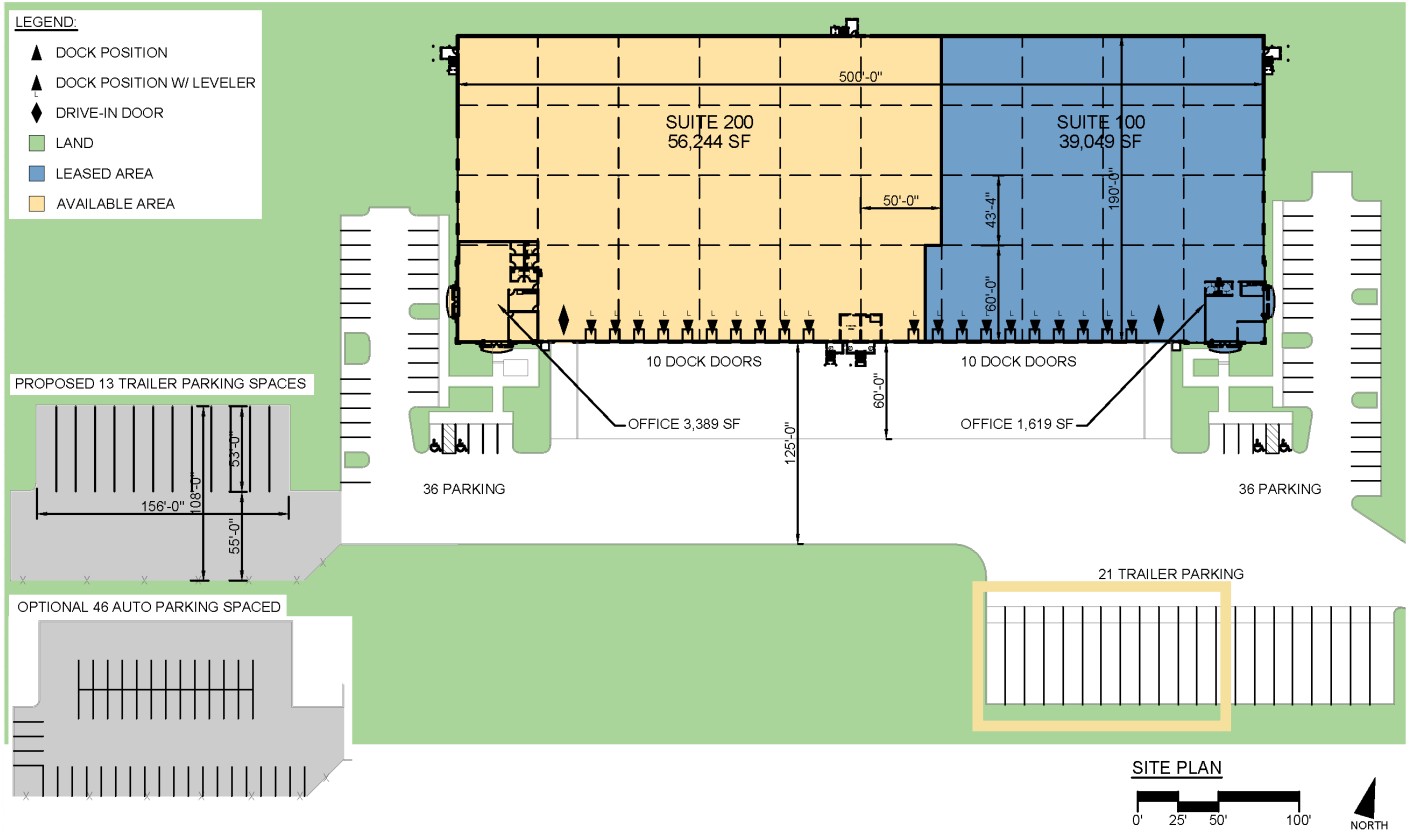 LEGEND:
DOCK POSITION
DOCK POSITION W/ LEVELER
L
DRIVE-IN DOOR
LAND
LEASED AREA
AVAILABLE AREA
500'-0"
SUITE 200
56,244 SF
SUITE 100
39,049 SF
190'-0"
50'-0"
43'-4"
60'-0"
L L L L L L L L L L
L L L L L L L L L L
10 DOCK DOORS
10 DOCK DOORS
60'-0"
125'-0"
OFFICE 3,389 SF
OFFICE 1,619 SF
36 PARKING
36 PARKING
PROPOSED 13 TRAILER PARKING SPACES
53'-0"
108'-0"
156'-0"
55'-0"
21 TRAILER PARKING
OPTIONAL 46 AUTO PARKING SPACED
SITE PLAN
0' 25' 50' 100'
NORTH